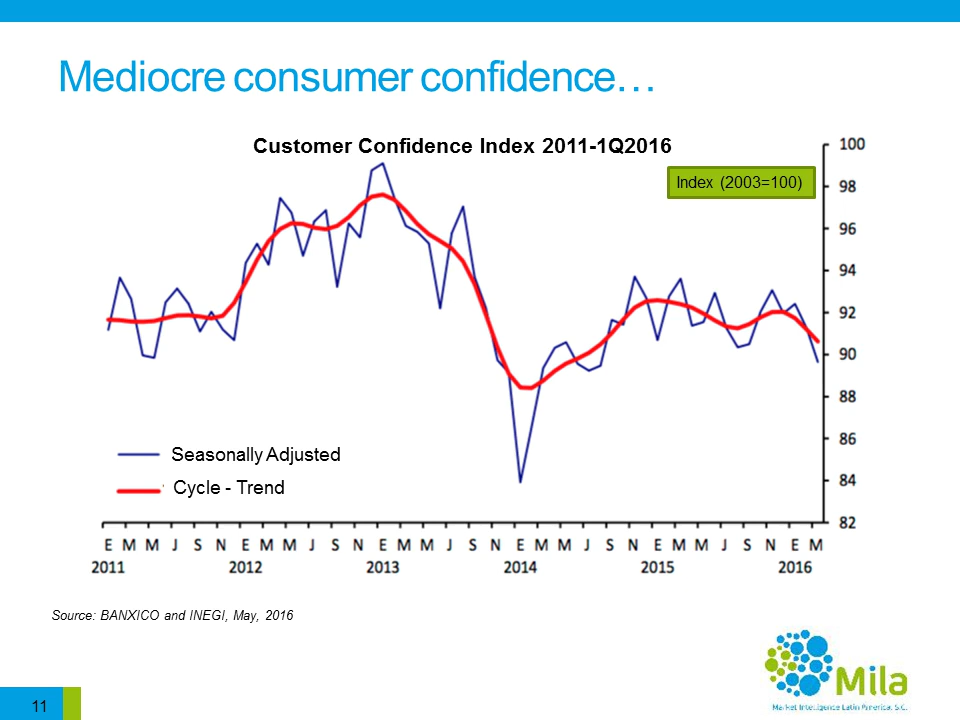 Mediocre consumer confidence…
Customer Confidence Index 2011-1Q2016
Index (2003=100)
100
98
96
94
92
90
88
86
84
82
Seasonally Adjusted
Cycle - Trend
E M M J S N E M M J S N E M M J S N E M M J S N E M M J S N E M
2011 2012 2013 2014 2015 2016
Source: BANXICO and INEGI, May, 2016
Mila
Market Intelligence Latin America, S.C.
11